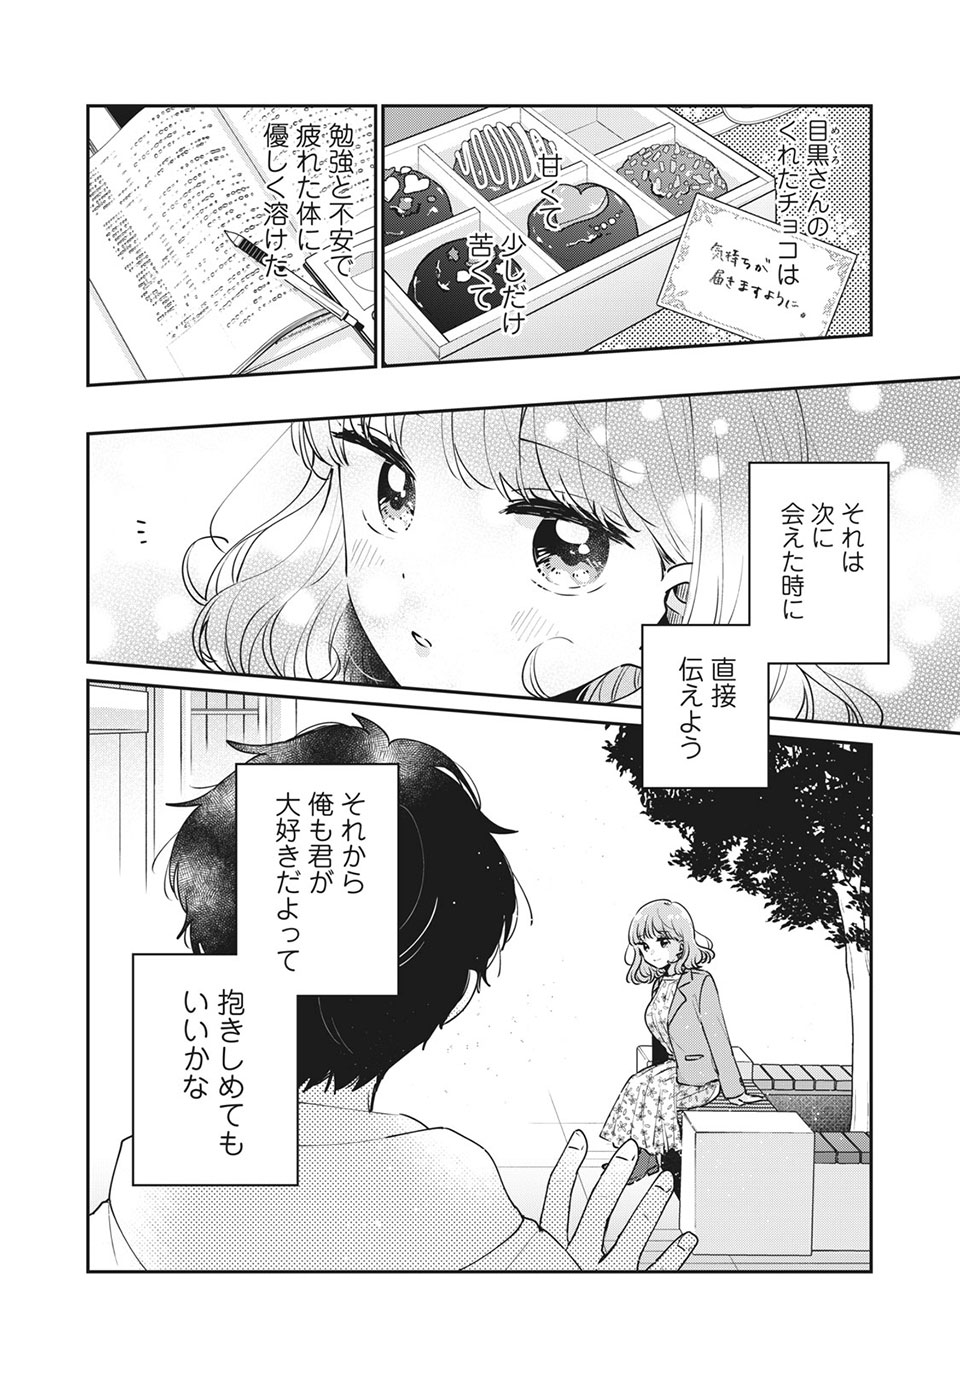 目黒さんの
くれたチョコは
めぐろ
気持ちが
届きますように。
甘くて
少しだけ
苦くて
勉強と不安で
疲れた体に
優しく溶けた
それは
次に
会えた時に
直接
伝えよう
それから
俺も君が
大好きだよって
抱きしめても
いいかな